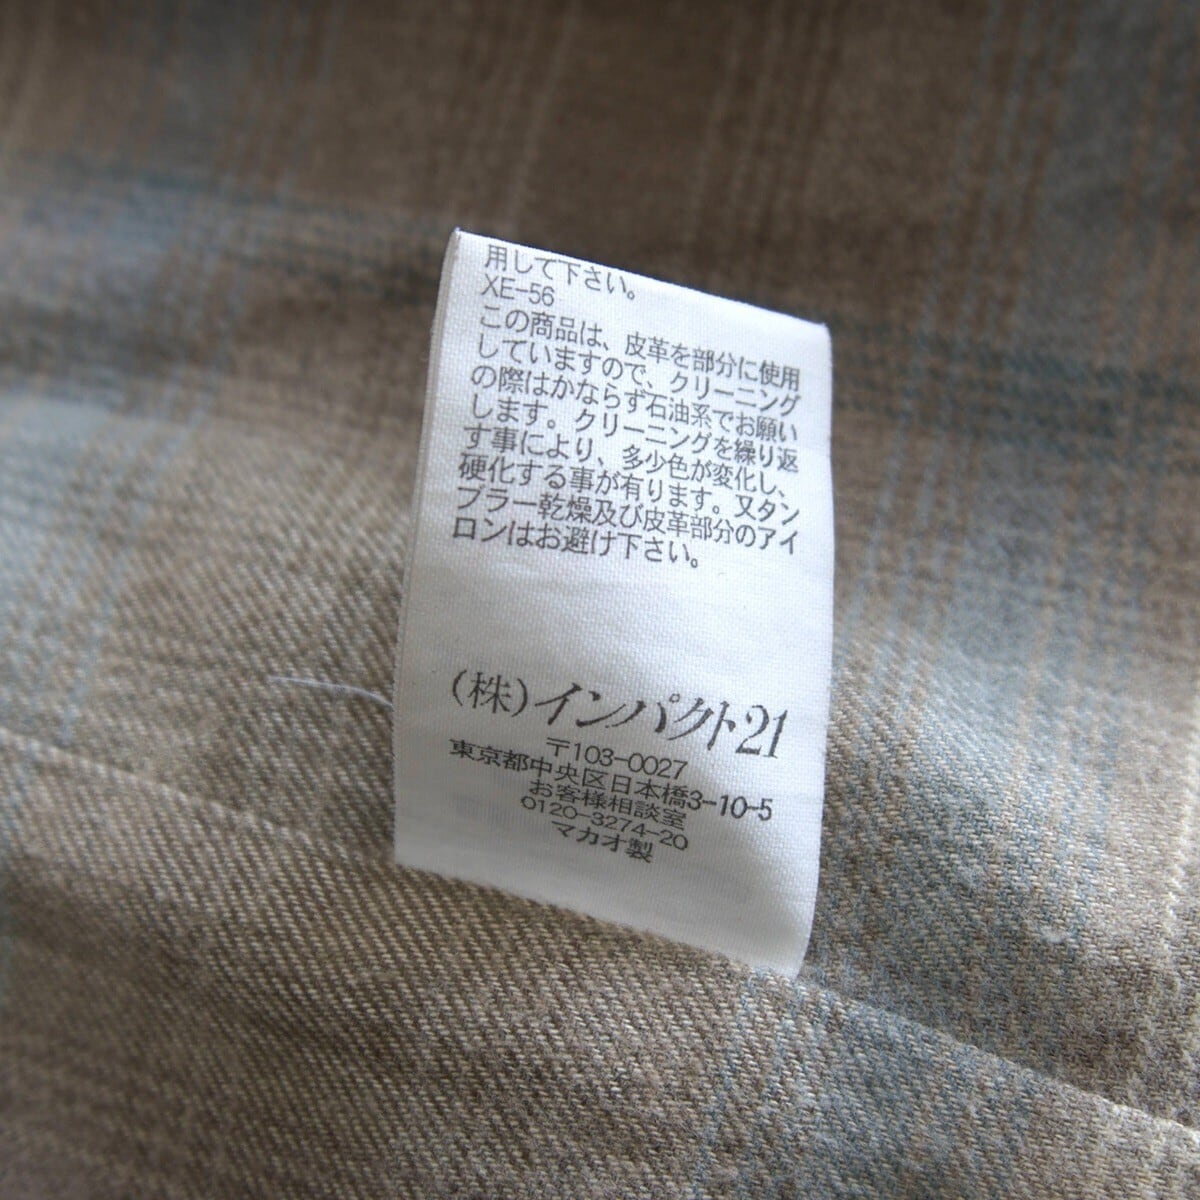 用して下さい。
XE-56
この商品は、皮革を部分に使用
していますので、クリーニング
の際はかならず石油系でお願い
します。クリーニングを繰り返
す事により、多少色が変化し、
硬化する事が有ります。又タン
ブラー乾燥及び皮革部分のアイ
ロンはお避け下さい。
(株)インパクト21
〒103-0027
東京都中央区日本橋3-10-5
お客様相談室
0120-3274-20
マカオ製